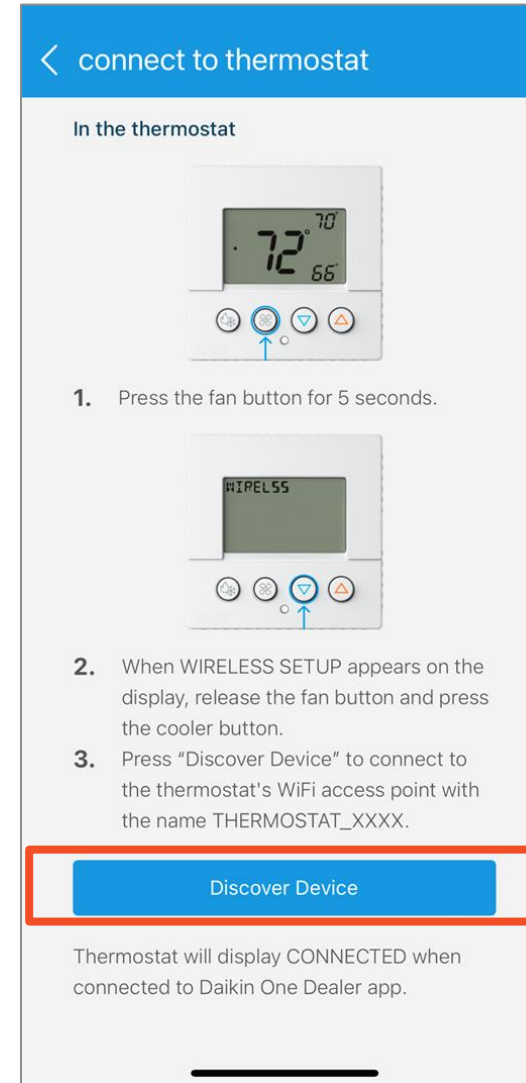 connect to thermostat
In the thermostat
70°
72°
66°
1. Press the fan button for 5 seconds.
WIRELSS
2. When WIRELESS SETUP appears on the
display, release the fan button and press
the cooler button.
3. Press "Discover Device" to connect to
the thermostat's WiFi access point with
the name THERMOSTAT_XXXX.
Discover Device
Thermostat will display CONNECTED when
connected to Daikin One Dealer app.